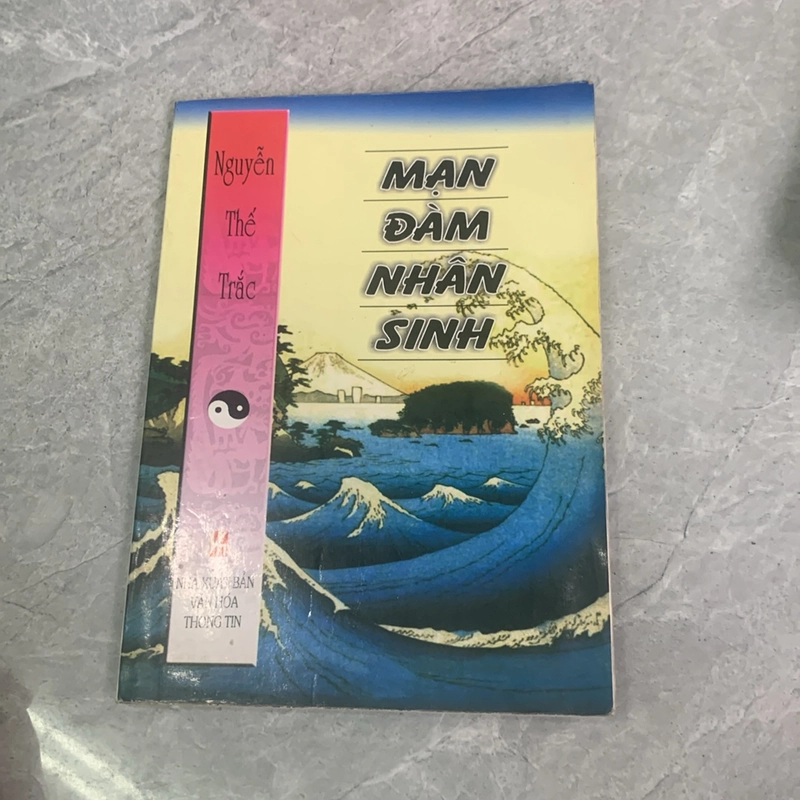 Nguyễn
Thế
Trắc
MẠN
ĐÀM
NHÂN
SINH
NHÀ XUẤT BẢN
VĂN HÓA
THÔNG TIN